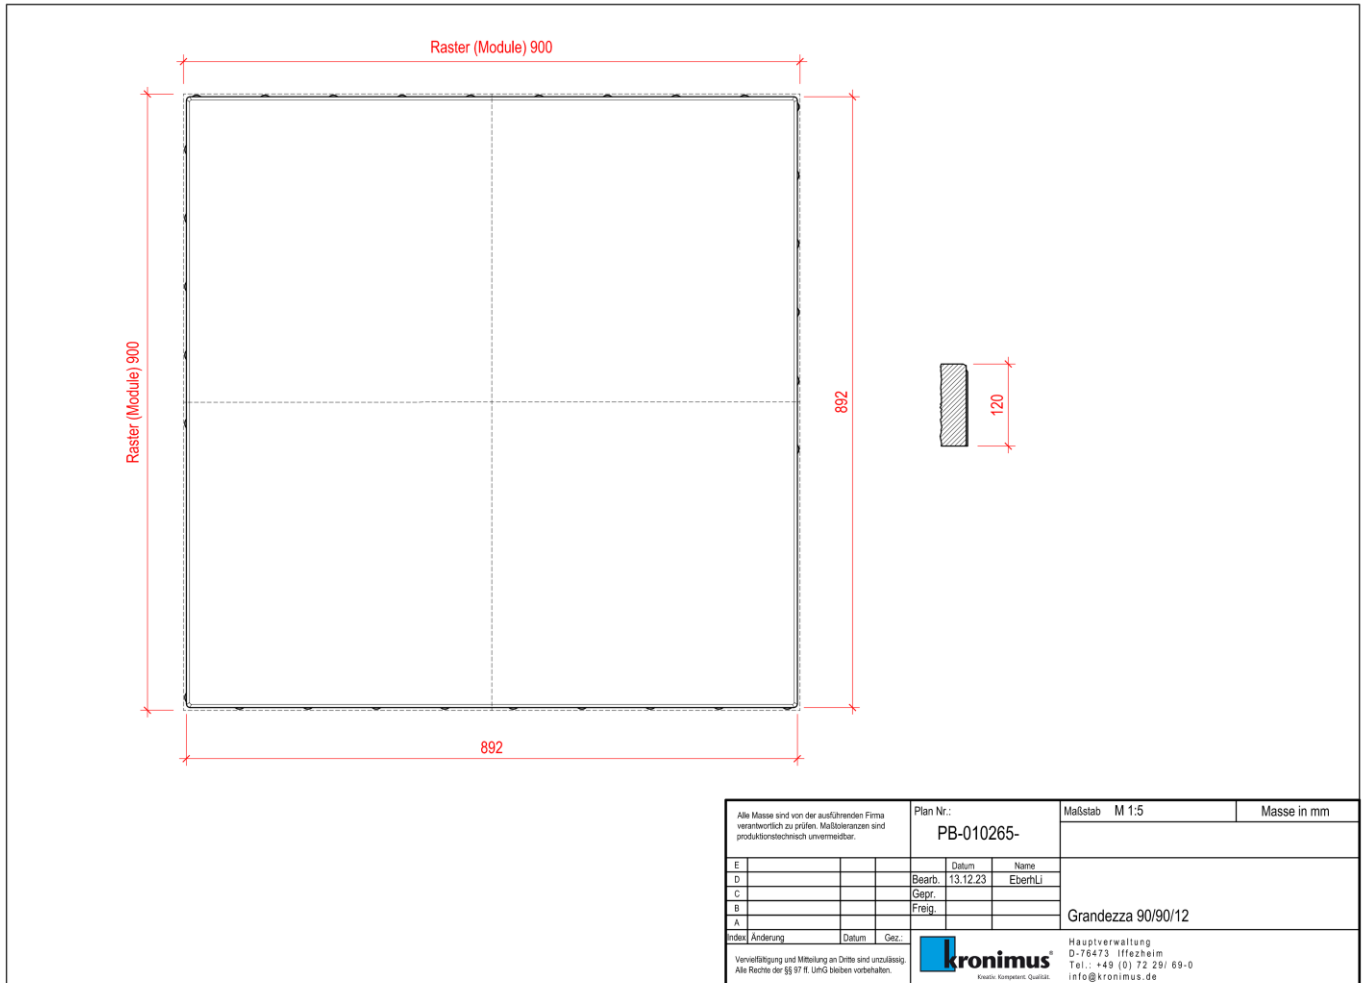 Raster (Module) 900
Raster (Module) 900
892
120
892
Alle Masse sind von der ausführenden Firma
verantwortlich zu prüfen. Maßtoleranzen sind
produktionstechnisch unvermeidbar.
Plan Nr.:
PB-010265-
Maßstab M 1:5
Masse in mm
E
Datum Name
D
Bearb. 13.12.23 EberhLi
C
Gepr.
B
Freig.
A
Grandezza 90/90/12
Index Änderung Datum Gez.:
Vervielfältigung und Mitteilung an Dritte sind unzulässig.
Alle Rechte der §§ 97 ff. UrhG bleiben vorbehalten.
kronimus®
Kreativ. Kompetent. Qualität.
Hauptverwaltung
D-76473 Iffezheim
Tel.: +49 (0) 72 29/ 69-0
info@kronimus.de